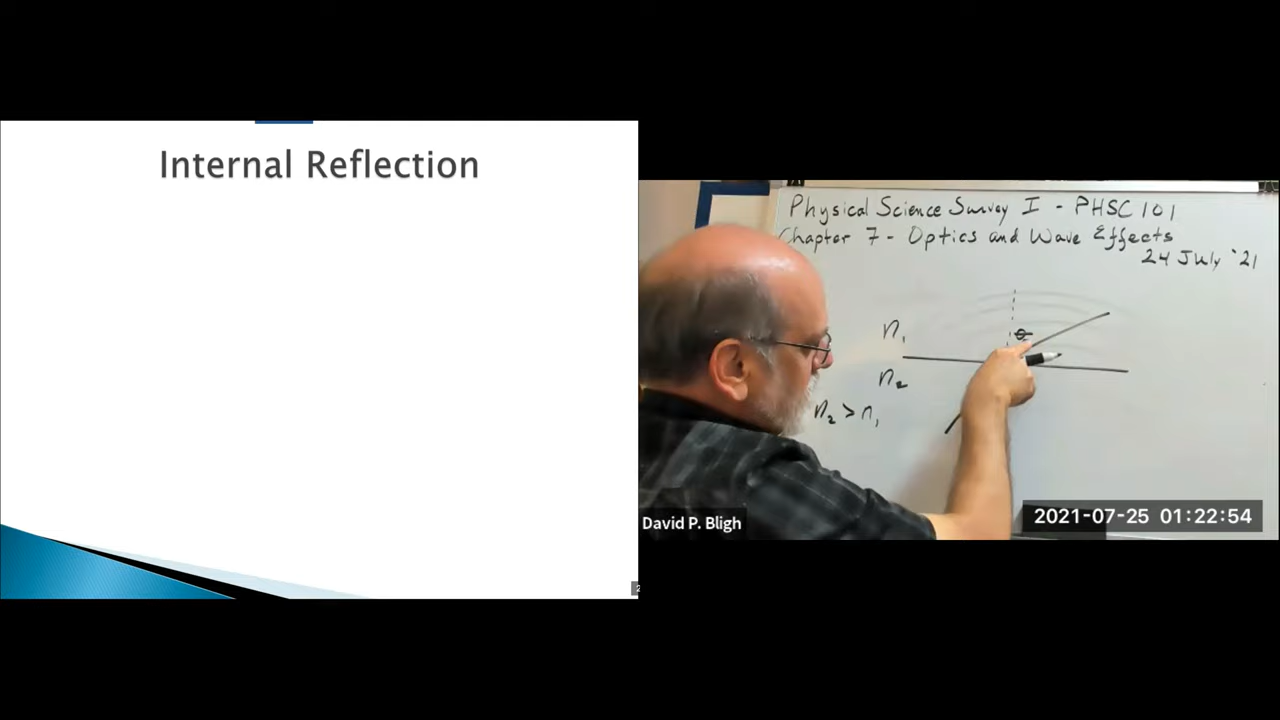 Internal Reflection
Physical Science Survey I - PHSC 101
Chapter 7 - Optics and Wave Effects
24 July '21
n₁
θ
n₂
n₂ > n₁
David P. Bligh
2021-07-25 01:22:54
2